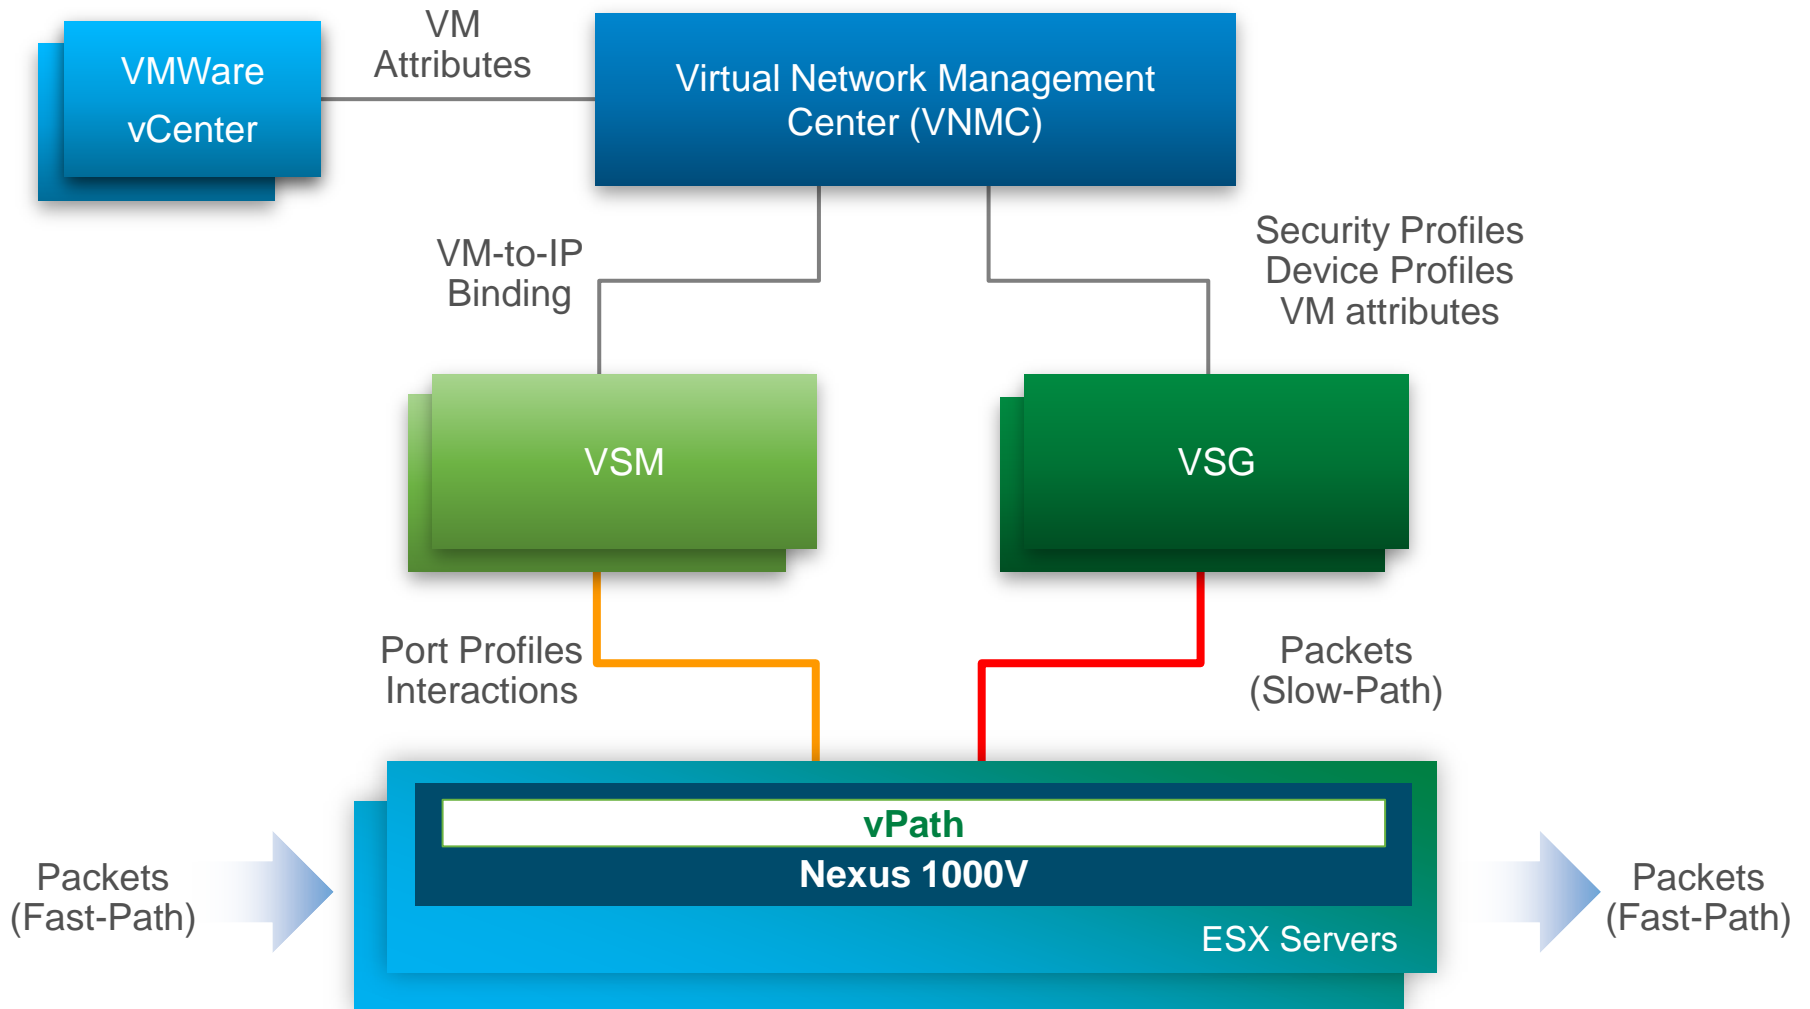 VM
Attributes
VMWare
vCenter
Virtual Network Management
Center (VNMC)
VM-to-IP
Binding
Security Profiles
Device Profiles
VM attributes
VSM
VSG
Port Profiles
Interactions
Packets
(Slow-Path)
vPath
Nexus 1000V
Packets
(Fast-Path)
Packets
(Fast-Path)
ESX Servers